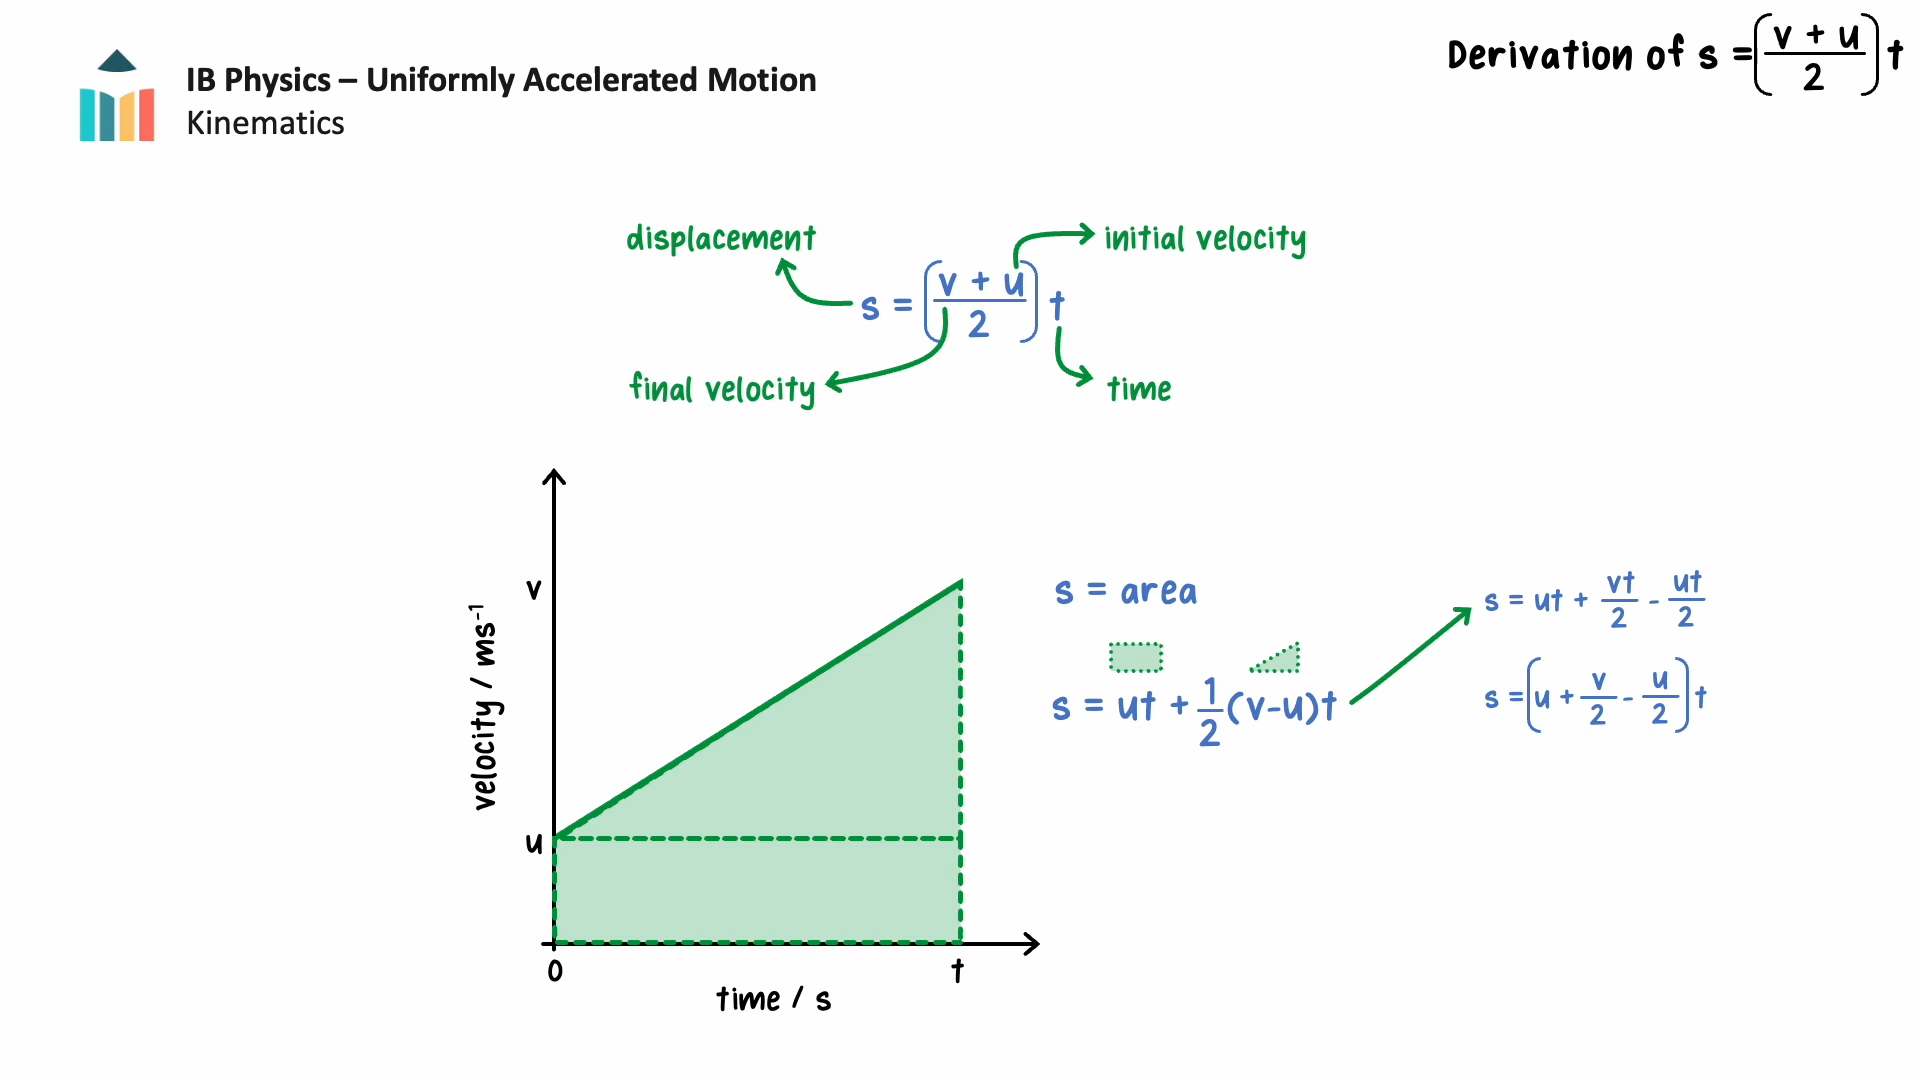 Derivation of s = ((v + u)/2) t
IB Physics – Uniformly Accelerated Motion
Kinematics
displacement
initial velocity
s = ((v + u)/2) t
final velocity
time
velocity / ms⁻¹
v
u
0
t
time / s
s = area
s = ut + 1/2 (v-u)t
s = ut + vt/2 - ut/2
s = (u + v/2 - u/2) t